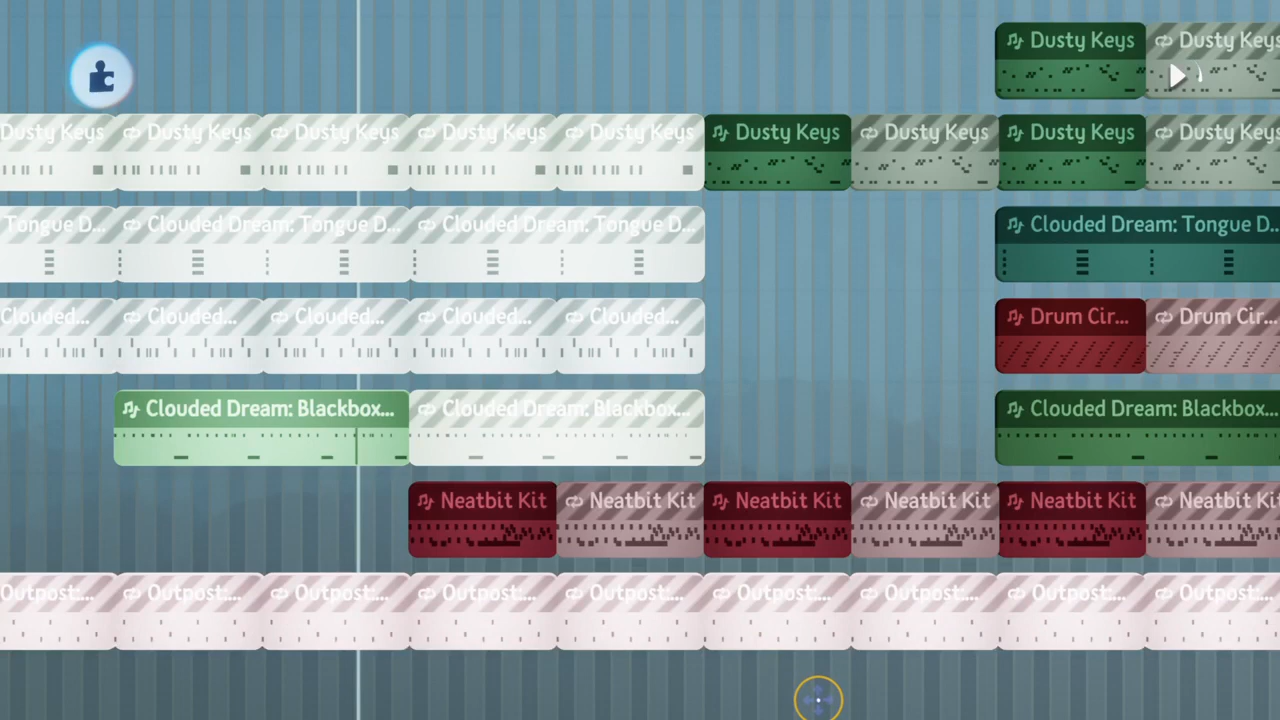 Dusty Keys Dusty Keys
Dusty Keys Dusty Keys Dusty Keys Dusty Keys Dusty Keys Dusty Keys Dusty Keys Dusty Keys Dusty Keys
Tongue D... Clouded Dream: Tongue D... Clouded Dream: Tongue D... Clouded Dream: Tongue D..
Clouded... Clouded... Clouded... Clouded... Clouded... Drum Cir... Drum Cir...
Clouded Dream: Blackbox... Clouded Dream: Blackbox... Clouded Dream: Blackbox...
Neatbit Kit Neatbit Kit Neatbit Kit Neatbit Kit Neatbit Kit Neatbit Kit
Outpost:... Outpost:... Outpost:... Outpost:... Outpost:... Outpost:... Outpost:... Outpost:... Outpost:...